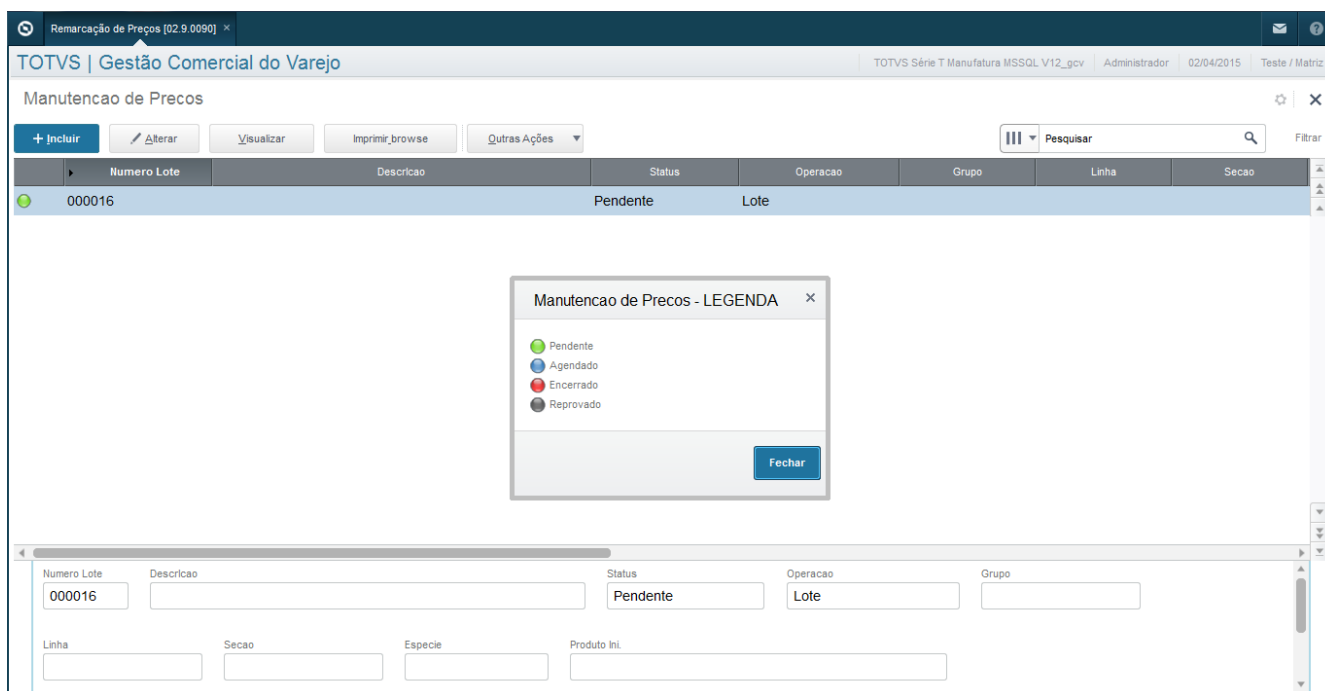 Remarcação de Preços [02.9.0090] ×
TOTVS | Gestão Comercial do Varejo
TOTVS Série T Manufatura MSSQL V12_gcv Administrador 02/04/2015 Teste / Matriz
Manutencao de Precos
+ Incluir Alterar Visualizar Imprimir_browse Outras Ações Pesquisar Filtrar
Numero Lote Descricao Status Operacao Grupo Linha Secao
000016 Pendente Lote
Manutencao de Precos - LEGENDA ×
Pendente
Agendado
Encerrado
Reprovado
Fechar
Numero Lote Descricao Status Operacao Grupo
000016 Pendente Lote
Linha Secao Especie Produto Ini.